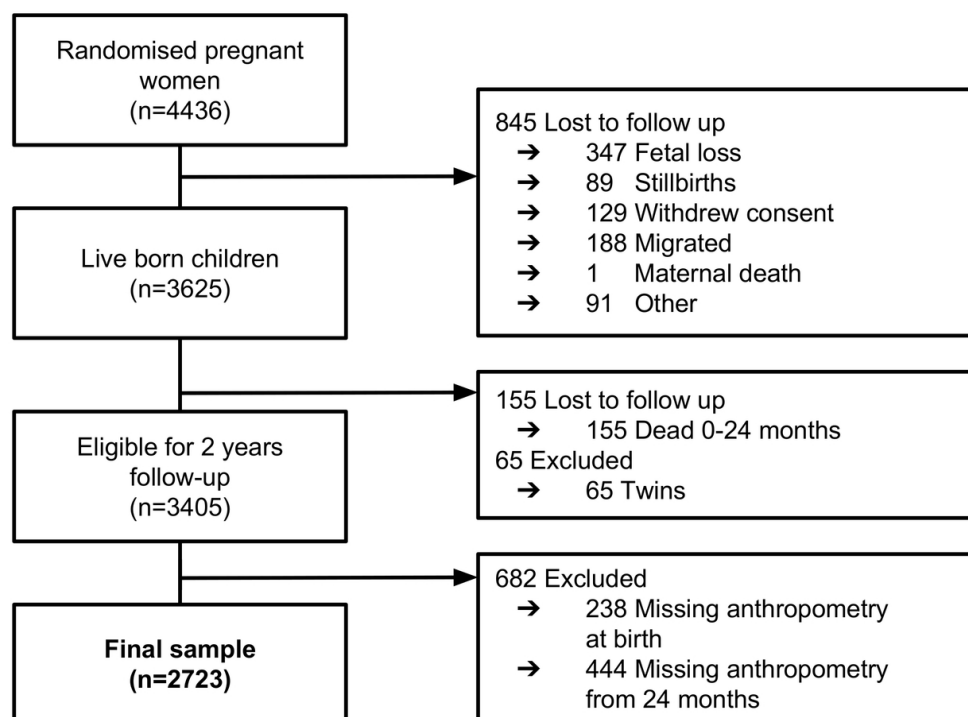 Randomised pregnant
women
(n=4436)
845 Lost to follow up
➔ 347 Fetal loss
➔ 89 Stillbirths
➔ 129 Withdrew consent
➔ 188 Migrated
➔ 1 Maternal death
➔ 91 Other
Live born children
(n=3625)
155 Lost to follow up
➔ 155 Dead 0-24 months
65 Excluded
➔ 65 Twins
Eligible for 2 years
follow-up
(n=3405)
682 Excluded
➔ 238 Missing anthropometry
at birth
➔ 444 Missing anthropometry
from 24 months
Final sample
(n=2723)